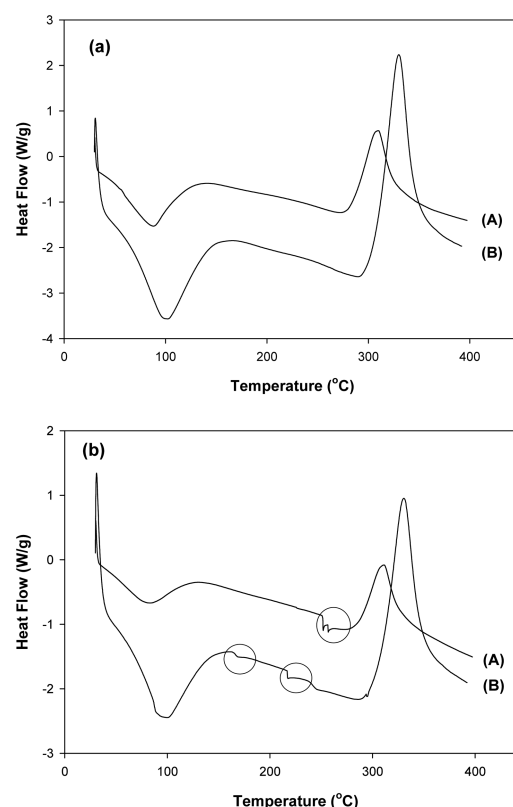 (a)
3
2
1
0
-1
-2
-3
-4
Heat Flow (W/g)
(A)
(B)
0 100 200 300 400
Temperature (°C)
(b)
2
1
0
-1
-2
-3
Heat Flow (W/g)
(A)
(B)
0 100 200 300 400
Temperature (°C)